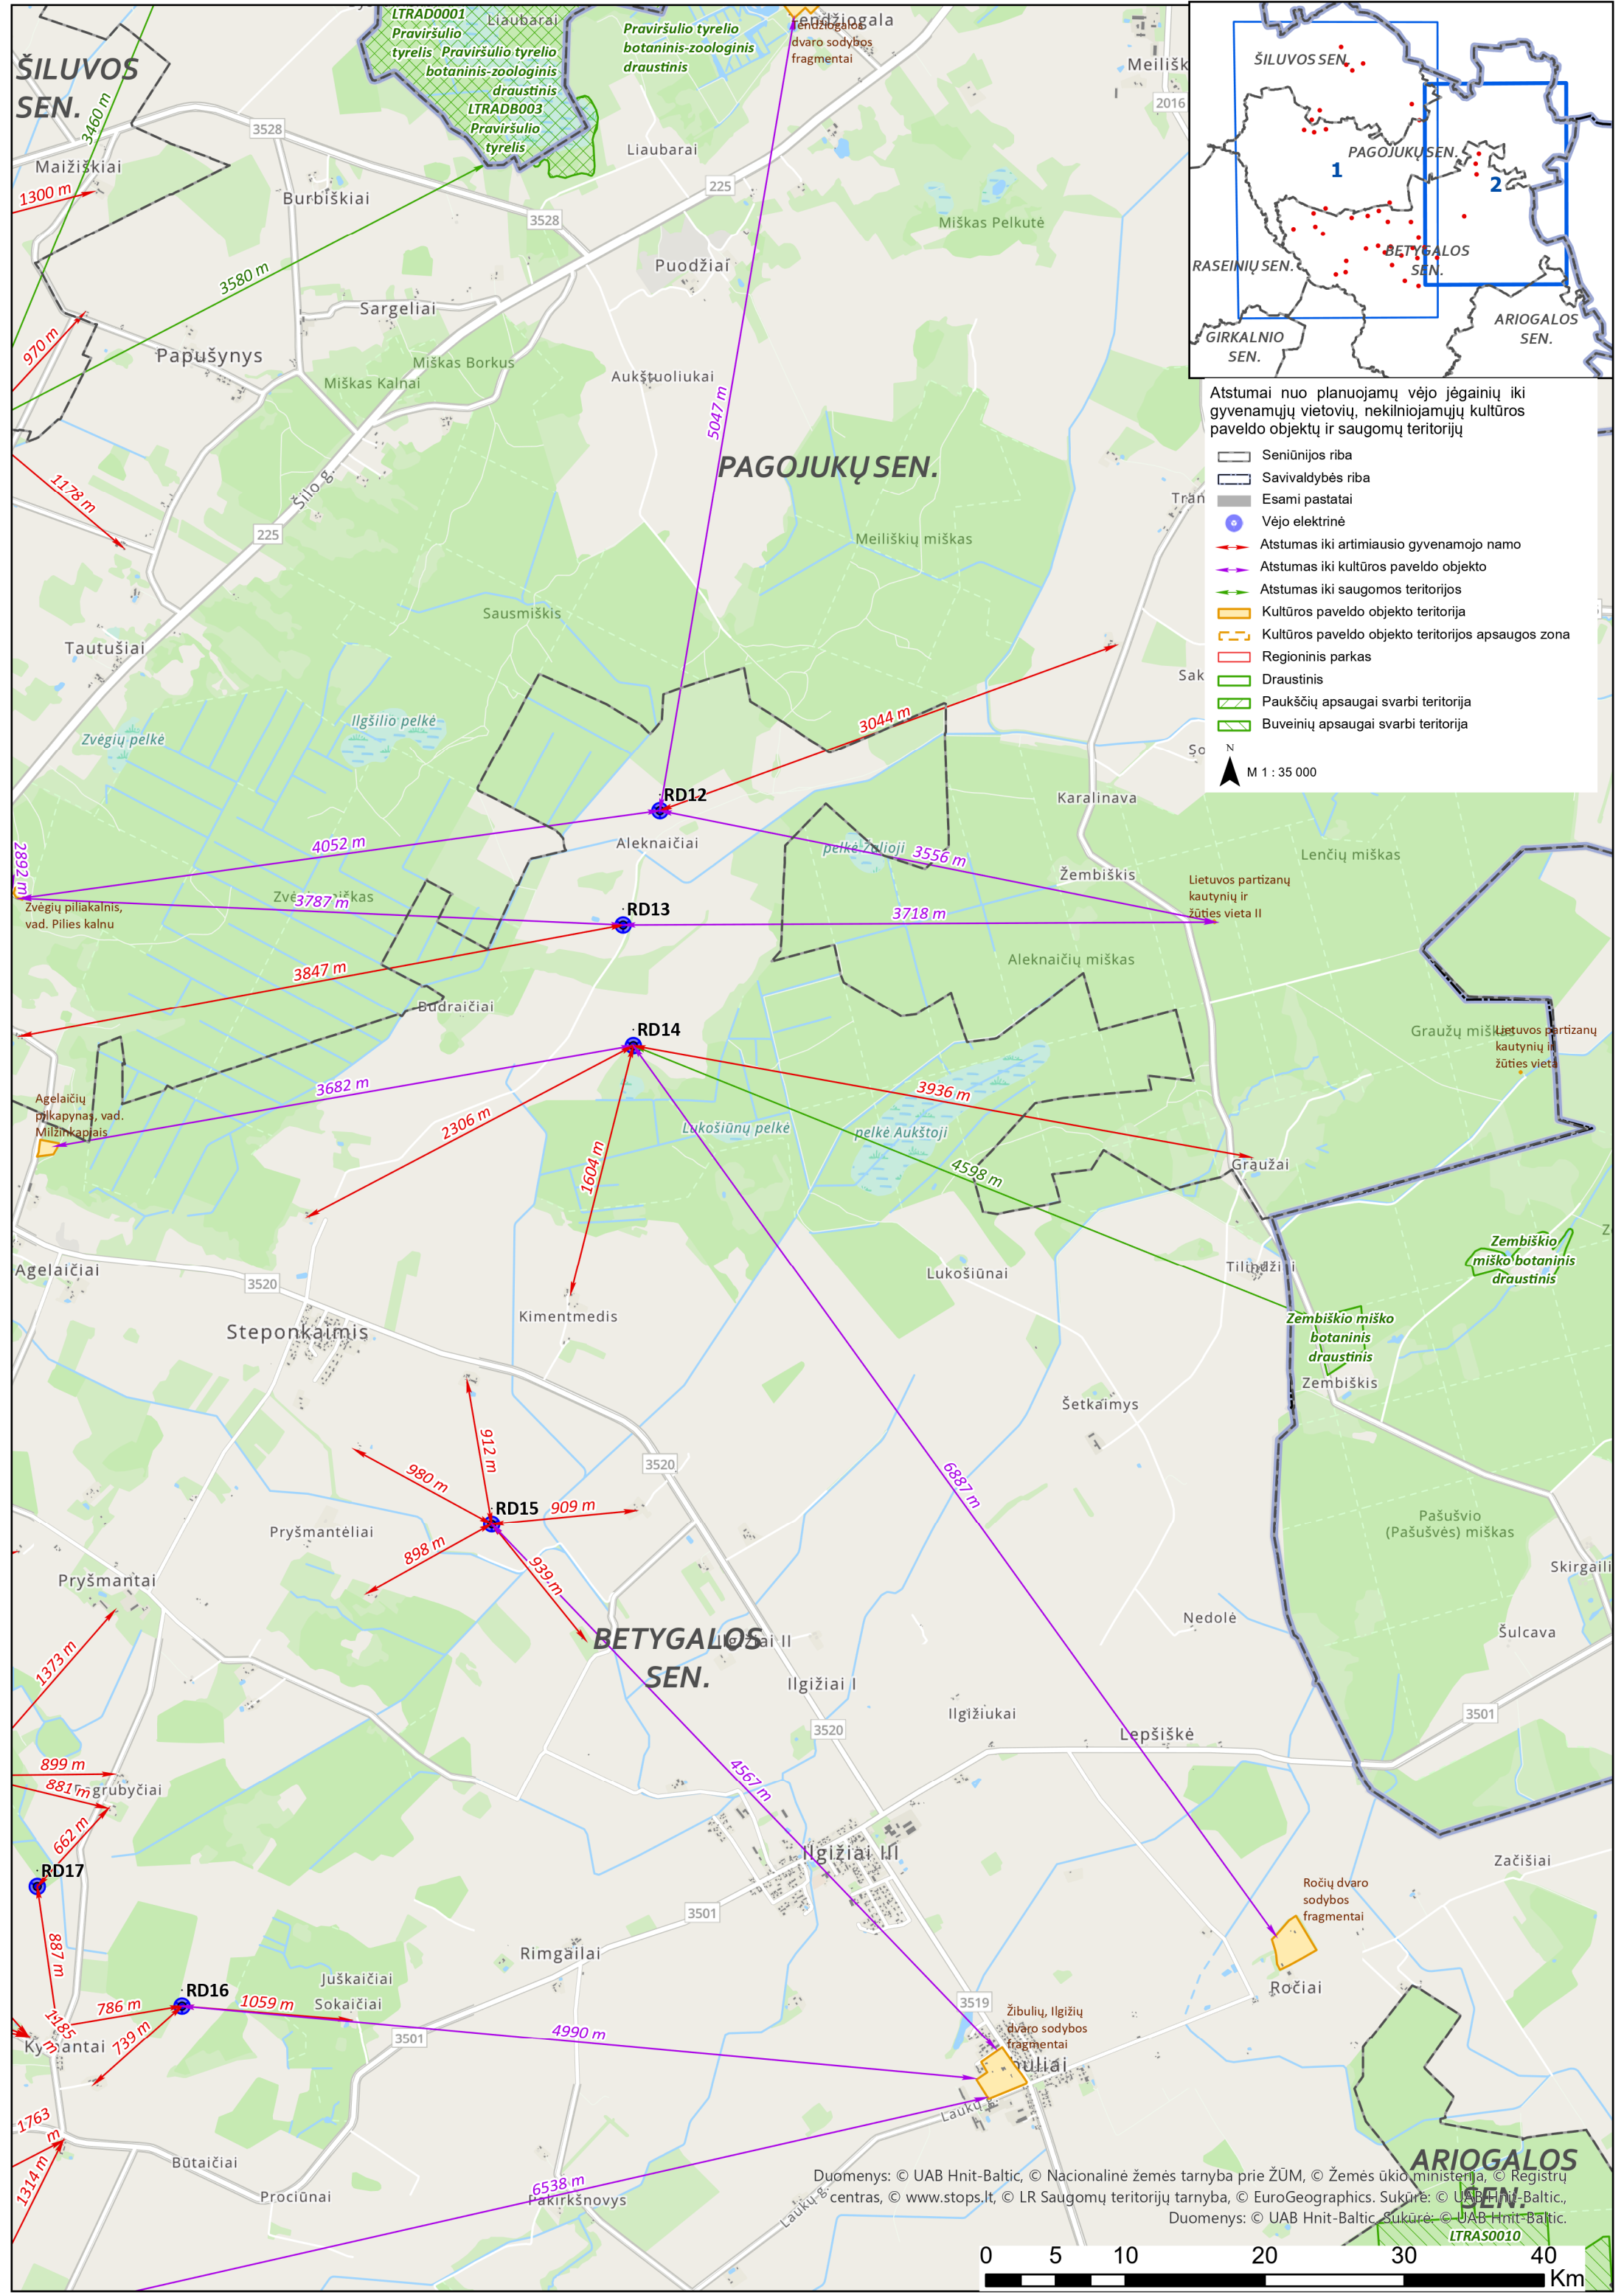 ŠILUVOS
SEN.
LTRAD0001
Praviršulio
tyrelis
Praviršulio tyrelio
botaninis-zoologinis
draustinis
LTRADB003
Praviršulio
tyrelis
Liaubarai
Praviršulio tyrelio
botaninis-zoologinis
draustinis
dvaro sodybos
fragmentai
2016
3460 m
3528
Maižiškiai
1300 m
Burbiškiai
3528
Liaubarai
225
Miškas Pelkutė
3580 m
Puodžiai
Sargeliai
970 m
Papušynys
Miškas Borkus
Miškas Kalnai
Aukštuoliukai
5047 m
PAGOJUKŲ SEN.
1178 m
Šilo g.
225
Meiliškių miškas
Sausmiškis
Tautušiai
Ilgšilio pelkė
Zvėgių pelkė
3044 m
RD12
Karalinava
4052 m
Aleknaičiai
pelkė Žulioji
3556 m
Lenčių miškas
2892 m
Žembiškis
Zvėgių piliakalnis,
vad. Pilies kalnu
3787 m
RD13
3718 m
Lietuvos partizanų
kautynių ir
žūties vieta II
Aleknaičių miškas
3847 m
Budraičiai
RD14
Lietuvos partizanų
kautynių ir
žūties vieta
Agelaičių
pilkapynas, vad.
Milžinkapiais
3682 m
2306 m
1604 m
Lukošiūnų pelkė
pelkė Aukštoji
3936 m
4598 m
Graužai
Agelaičiai
3520
Lukošiūnai
Zembiškio
miško botaninis
draustinis
Steponkaimis
Kimentmedis
Zembiškio miško
botaninis
draustinis
Zembiškis
Šetkaimys
912 m
980 m
3520
6887 m
RD15
909 m
Pryšmantėliai
898 m
939 m
Pašušvio
(Pašušvės) miškas
Pryšmantai
Nedolė
Šulcava
BETYGALOS
SEN.
Ilgižiai II
1373 m
Ilgižiai I
Ilgižiukai
3520
3501
Lepšiškė
899 m
881 m
4567 m
662 m
RD17
Ilgižiai III
Začišiai
Ročių dvaro
sodybos
fragmentai
3501
887 m
Rimgailai
RD16
Juškaičiai
Sokaičiai
786 m
1059 m
1185
m
739 m
3501
4990 m
3519
Ročiai
Žibulių, Ilgižių
dvaro sodybos
fragmentai
1763
m
1314 m
Būtaičiai
Prociūnai
6538 m
Pakirkšnovys
Laukų g.
ARIOGALOS
SEN.
LTRAS0010
ŠILUVOS SEN.
PAGOJUKŲ SEN.
1
2
BETYGALOS
SEN.
RASEINIŲ SEN.
GIRKALNIO
SEN.
ARIOGALOS
SEN.
Atstumai nuo planuojamų vėjo jėgainių iki
gyvenamųjų vietovių, nekilniojamųjų kultūros
paveldo objektų ir saugomų teritorijų
Seniūnijos riba
Savivaldybės riba
Esami pastatai
Vėjo elektrinė
Atstumas iki artimiausio gyvenamojo namo
Atstumas iki kultūros paveldo objekto
Atstumas iki saugomos teritorijos
Kultūros paveldo objekto teritorija
Kultūros paveldo objekto teritorijos apsaugos zona
Regioninis parkas
Draustinis
Paukščių apsaugai svarbi teritorija
Buveinių apsaugai svarbi teritorija
N
M 1 : 35 000
Duomenys: © UAB Hnit-Baltic, © Nacionalinė žemės tarnyba prie ŽŪM, © Žemės ūkio ministerija, © Registrų
centras, © www.stops.lt, © LR Saugomų teritorijų tarnyba, © EuroGeographics. Sukūrė: © UAB Hnit-Baltic.,
Duomenys: © UAB Hnit-Baltic. Sukūrė: © UAB Hnit-Baltic.
0 5 10 20 30 40
Km